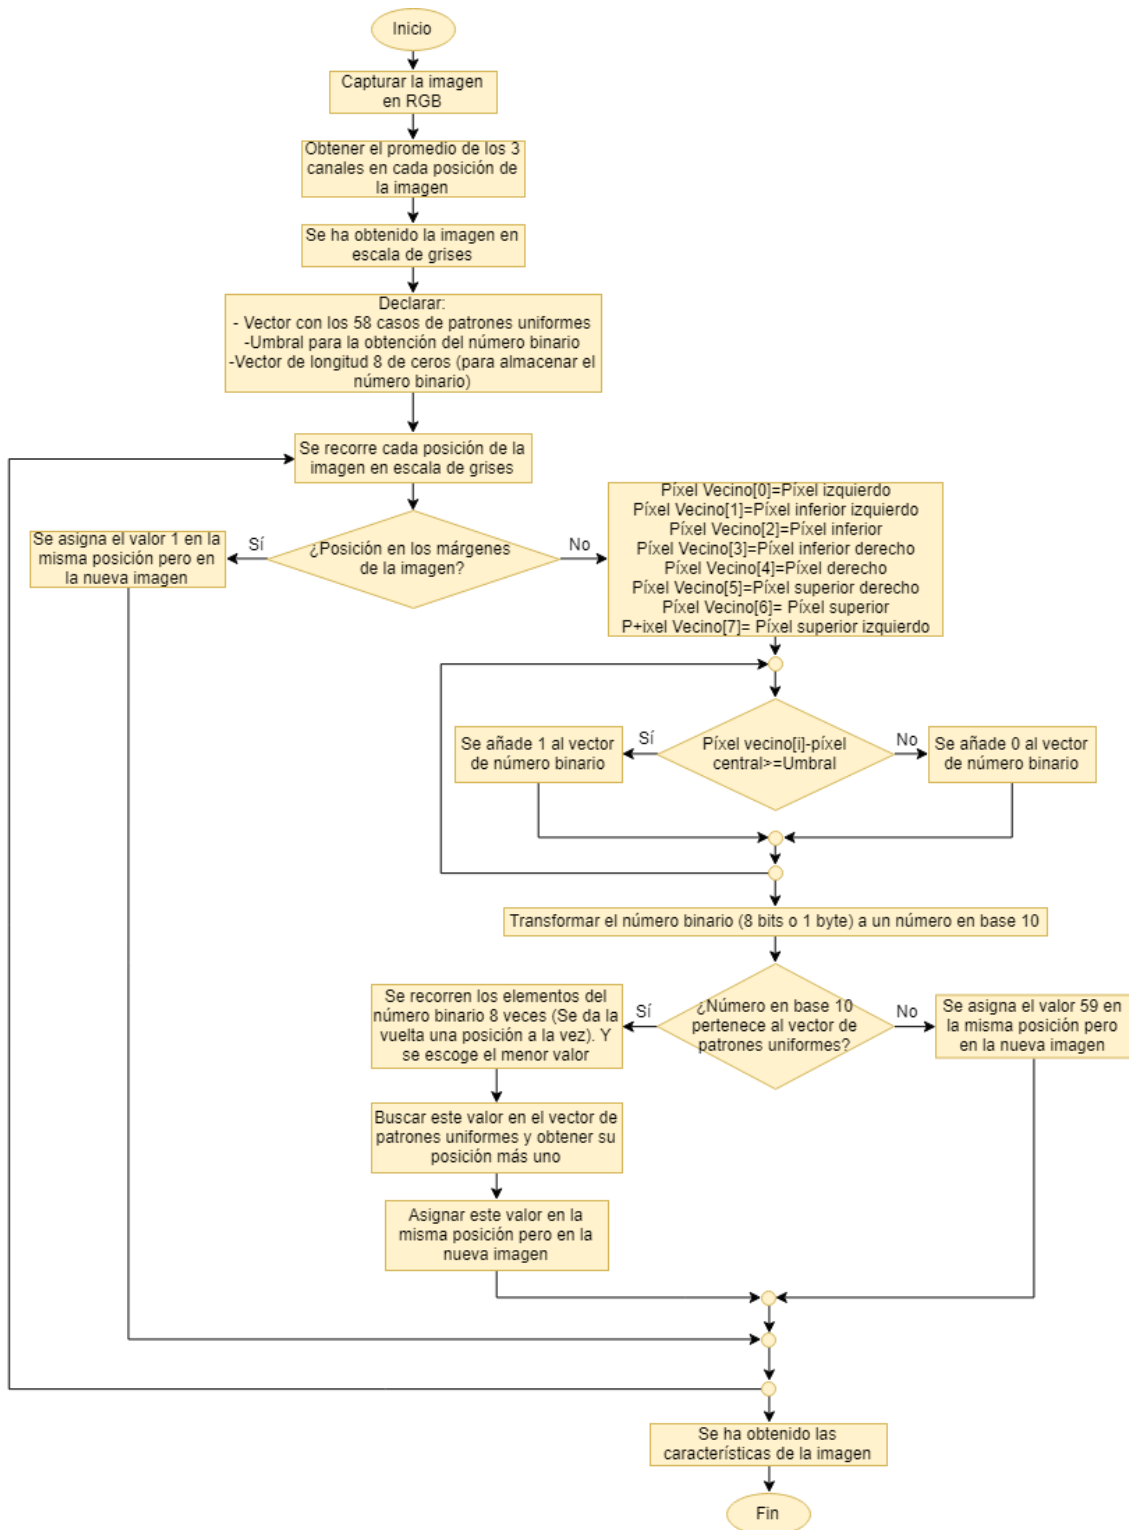 Inicio
Capturar la imagen
en RGB
Obtener el promedio de los 3
canales en cada posición de
la imagen
Se ha obtenido la imagen en
escala de grises
Declarar:
- Vector con los 58 casos de patrones uniformes
-Umbral para la obtención del número binario
-Vector de longitud 8 de ceros (para almacenar el
número binario)
Se recorre cada posición de la
imagen en escala de grises
¿Posición en los márgenes
de la imagen?
Sí
No
Se asigna el valor 1 en la
misma posición pero en
la nueva imagen
Píxel Vecino[0]=Píxel izquierdo
Píxel Vecino[1]=Píxel inferior izquierdo
Píxel Vecino[2]=Píxel inferior
Píxel Vecino[3]=Píxel inferior derecho
Píxel Vecino[4]=Píxel derecho
Píxel Vecino[5]=Píxel superior derecho
Píxel Vecino[6]= Píxel superior
P+ixel Vecino[7]= Píxel superior izquierdo
Píxel vecino[i]-píxel
central>=Umbral
Sí
No
Se añade 1 al vector
de número binario
Se añade 0 al vector
de número binario
Transformar el número binario (8 bits o 1 byte) a un número en base 10
¿Número en base 10
pertenece al vector de
patrones uniformes?
Sí
No
Se recorren los elementos del
número binario 8 veces (Se da la
vuelta una posición a la vez). Y
se escoge el menor valor
Se asigna el valor 59 en
la misma posición pero
en la nueva imagen
Buscar este valor en el vector de
patrones uniformes y obtener su
posición más uno
Asignar este valor en la
misma posición pero en la
nueva imagen
Se ha obtenido las
características de la imagen
Fin